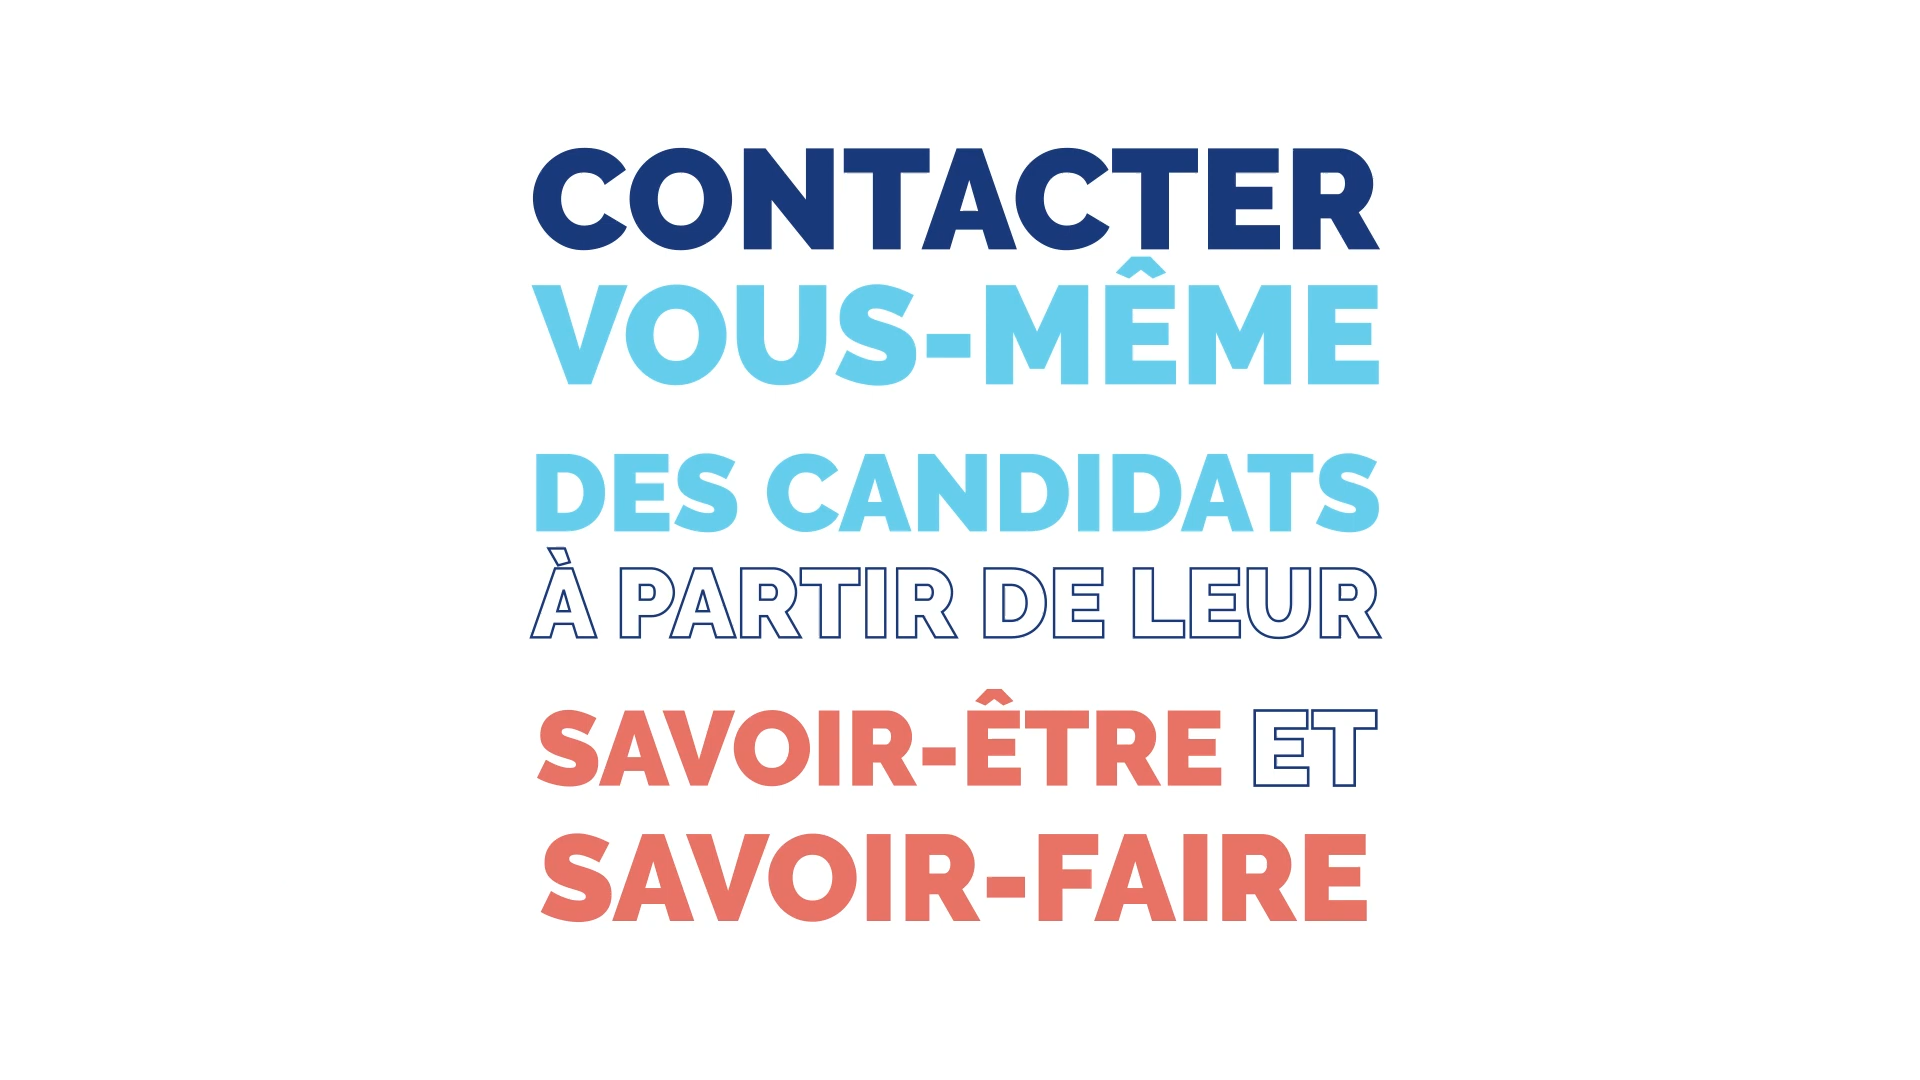 CONTACTER
VOUS-MÊME
DES CANDIDATS
À PARTIR DE LEUR
SAVOIR-ÊTRE ET
SAVOIR-FAIRE